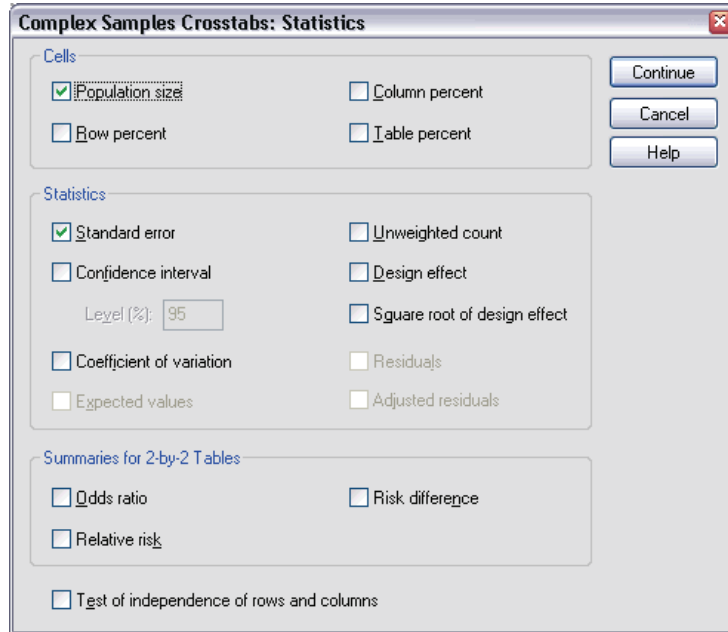 Complex Samples Crosstabs: Statistics
Cells
Population size
Column percent
Row percent
Table percent
Continue
Cancel
Help
Statistics
Standard error
Unweighted count
Confidence interval
Design effect
Level (%): 95
Square root of design effect
Coefficient of variation
Residuals
Expected values
Adjusted residuals
Summaries for 2-by-2 Tables
Odds ratio
Risk difference
Relative risk
Test of independence of rows and columns